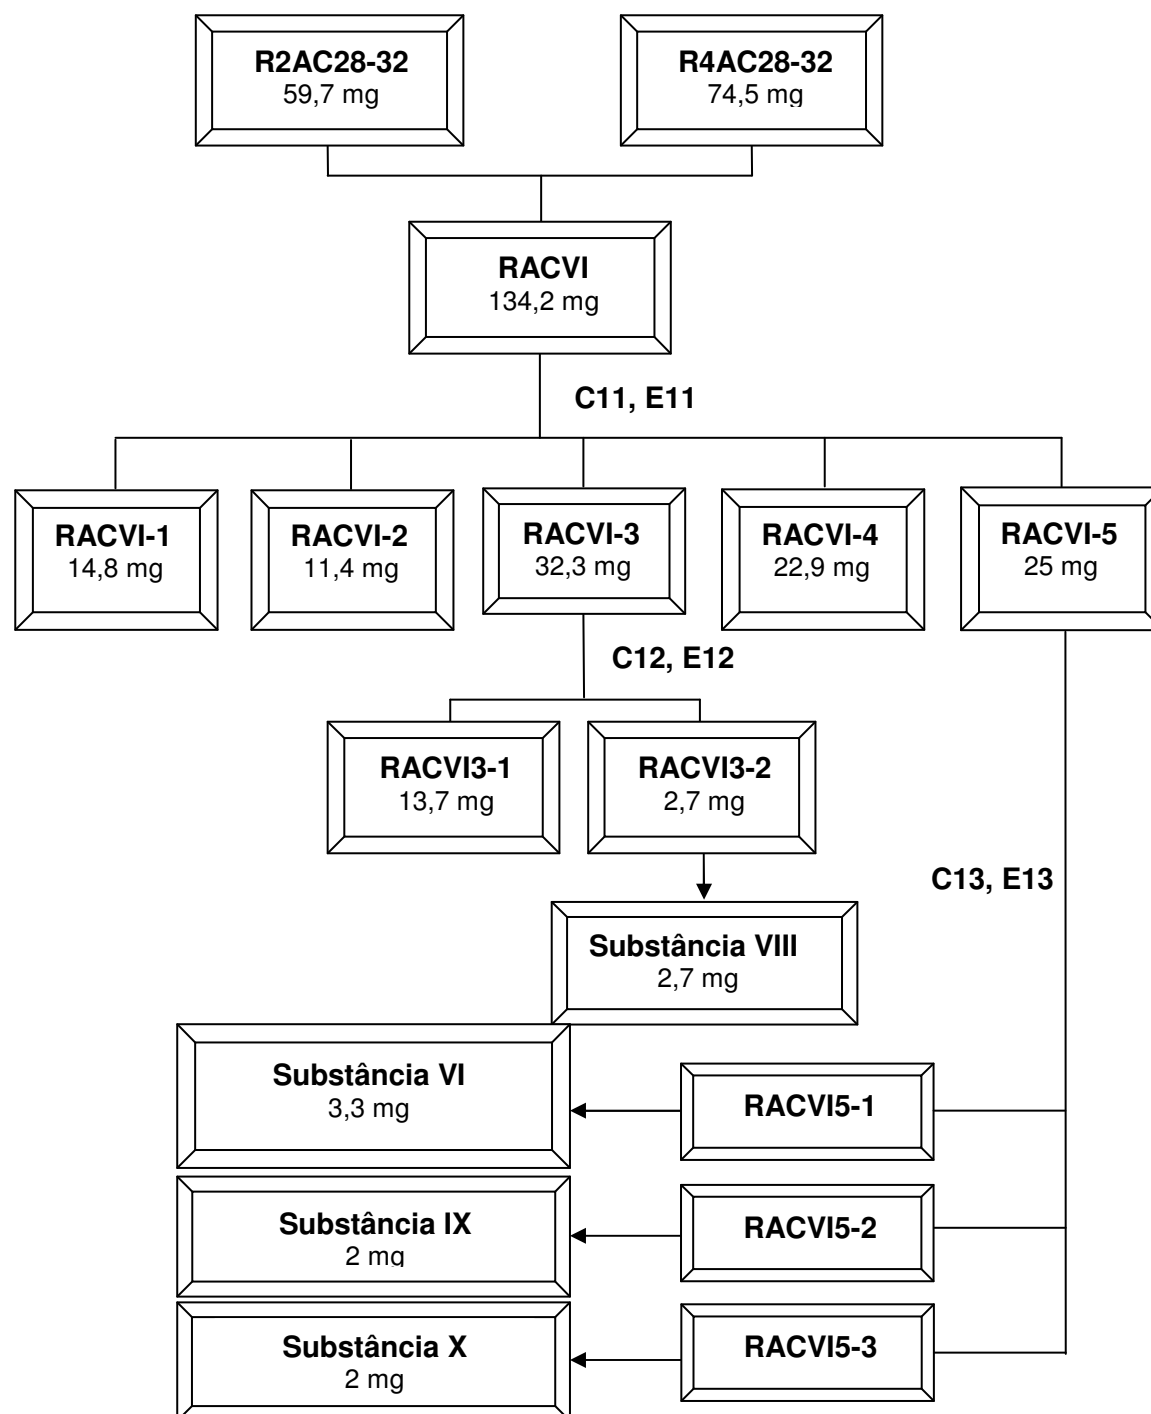 R2AC28-32
59,7 mg
R4AC28-32
74,5 mg
RACVI
134,2 mg
C11, E11
RACVI-1
14,8 mg
RACVI-2
11,4 mg
RACVI-3
32,3 mg
RACVI-4
22,9 mg
RACVI-5
25 mg
C12, E12
RACVI3-1
13,7 mg
RACVI3-2
2,7 mg
C13, E13
Substância VIII
2,7 mg
Substância VI
3,3 mg
RACVI5-1
Substância IX
2 mg
RACVI5-2
Substância X
2 mg
RACVI5-3